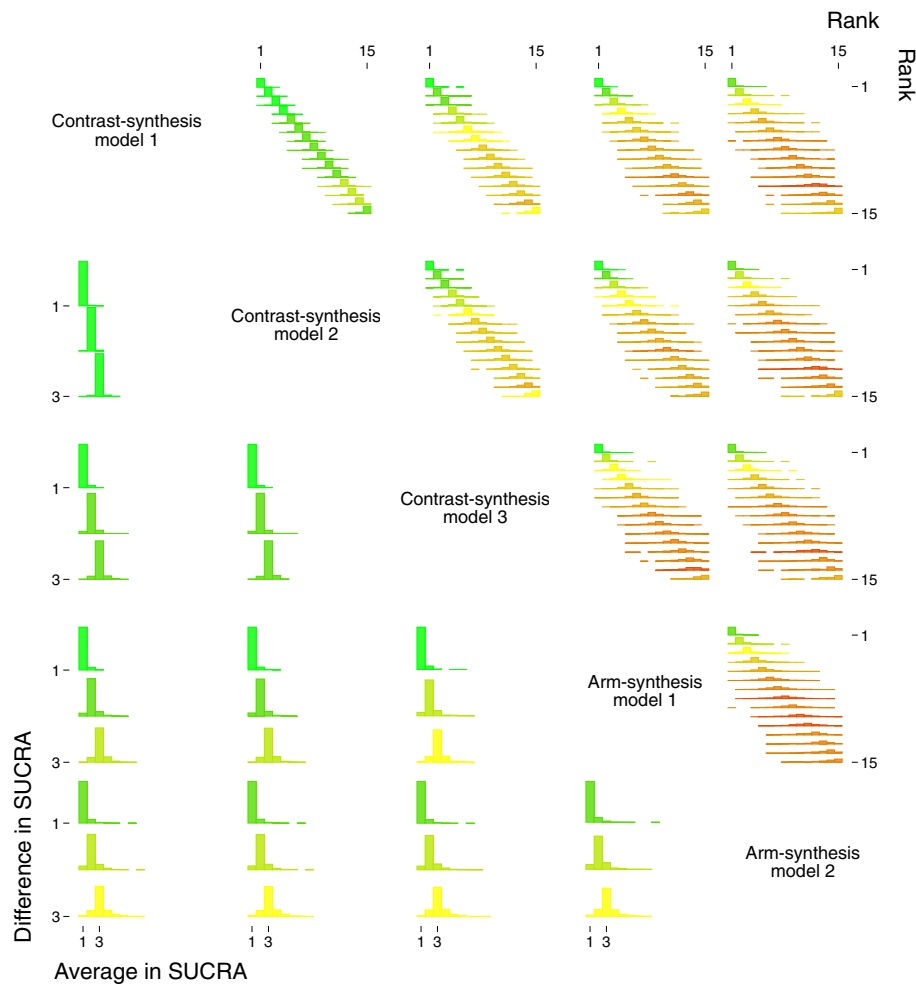 Rank
1 15 1 15 1 15 1 15
Rank
1
Contrast-synthesis
model 1
15
1
1
Contrast-synthesis
model 2
3
15
1
1
Contrast-synthesis
model 3
3
15
1
1
Arm-synthesis
model 1
3
15
1
Arm-synthesis
model 2
3
Difference in SUCRA
1 3 1 3 1 3 1 3
Average in SUCRA